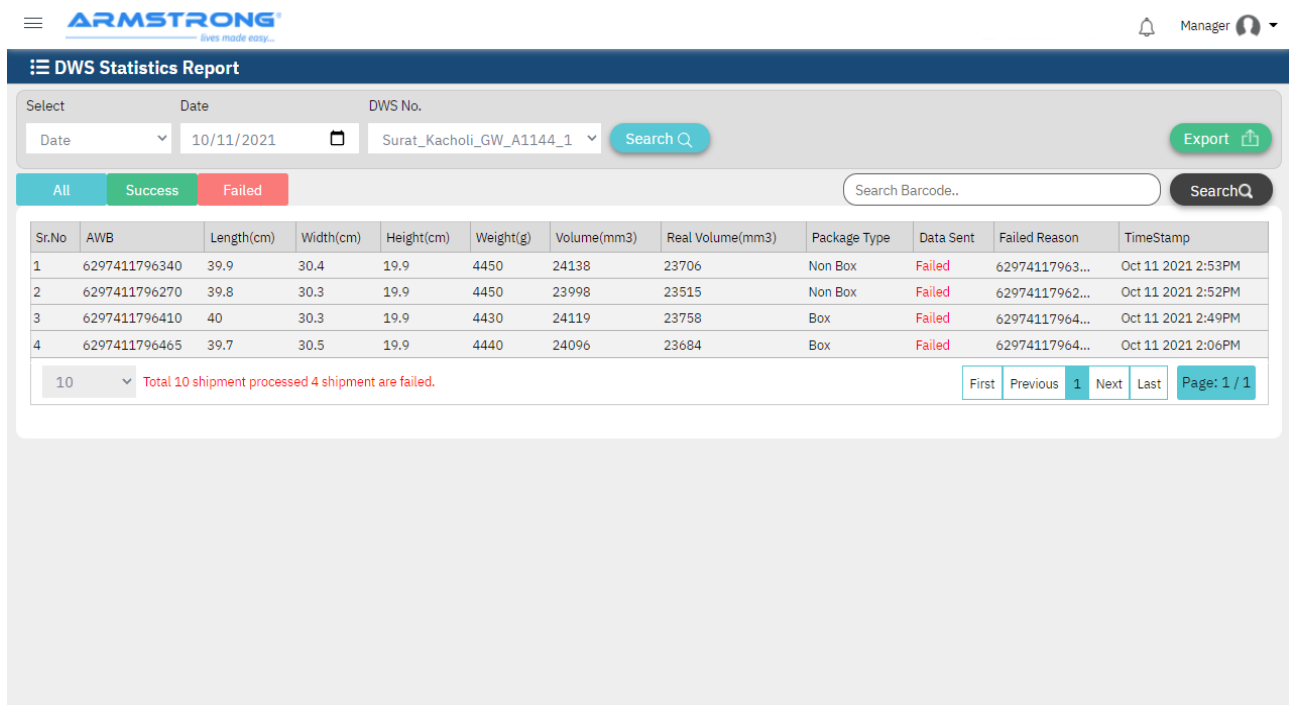 ARMSTRONG
lives made easy...
Manager
DWS Statistics Report
Select Date DWS No.
Date 10/11/2021 Surat_Kacholi_GW_A1144_1 Search Export
All Success Failed Search Barcode.. Search
Sr.No AWB Length(cm) Width(cm) Height(cm) Weight(g) Volume(mm3) Real Volume(mm3) Package Type Data Sent Failed Reason TimeStamp
1 6297411796340 39.9 30.4 19.9 4450 24138 23706 Non Box Failed 62974117963... Oct 11 2021 2:53PM
2 6297411796270 39.8 30.3 19.9 4450 23998 23515 Non Box Failed 62974117962... Oct 11 2021 2:52PM
3 6297411796410 40 30.3 19.9 4430 24119 23758 Box Failed 62974117964... Oct 11 2021 2:49PM
4 6297411796465 39.7 30.5 19.9 4440 24096 23684 Box Failed 62974117964... Oct 11 2021 2:06PM
10 Total 10 shipment processed 4 shipment are failed. First Previous 1 Next Last Page: 1 / 1